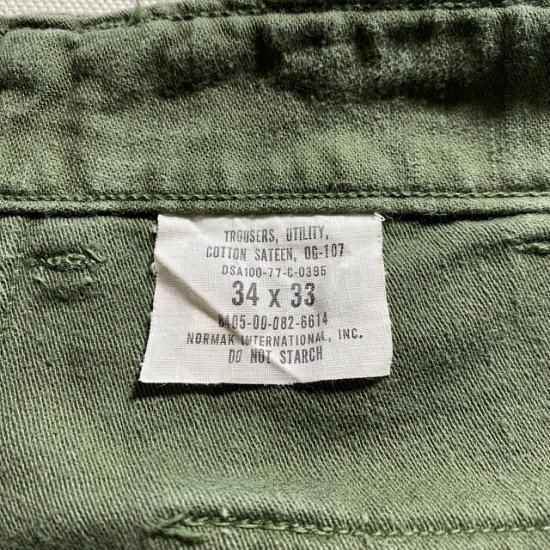 TROUSERS, UTILITY,
COTTON SATEEN, OG-107
DSA100-77-C-0395
34 x 33
8405-00-082-6614
NORMAK INTERNATIONAL, INC.
DO NOT STARCH